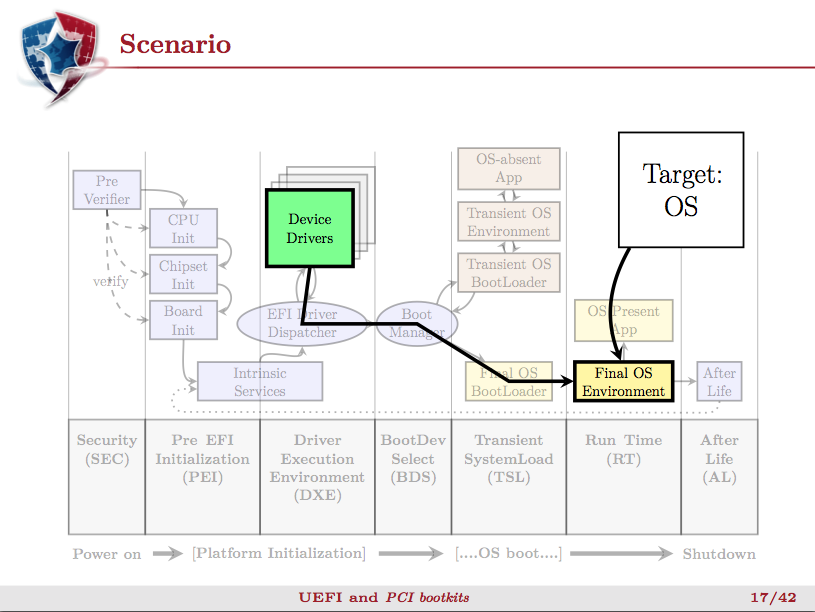 Scenario
Pre
Verifier
CPU
Init
Chipset
Init
Board
Init
verify
Device
Drivers
EFI Driver
Dispatcher
Intrinsic
Services
Boot
Manager
OS-absent
App
Transient OS
Environment
Transient OS
BootLoader
Final OS
BootLoader
Target:
OS
OS Present
App
Final OS
Environment
After
Life
Security
(SEC)
Pre EFI
Initialization
(PEI)
Driver
Execution
Environment
(DXE)
BootDev
Select
(BDS)
Transient
SystemLoad
(TSL)
Run Time
(RT)
After
Life
(AL)
Power on
[Platform Initialization]
[....OS boot....]
Shutdown
UEFI and PCI bootkits
17/42